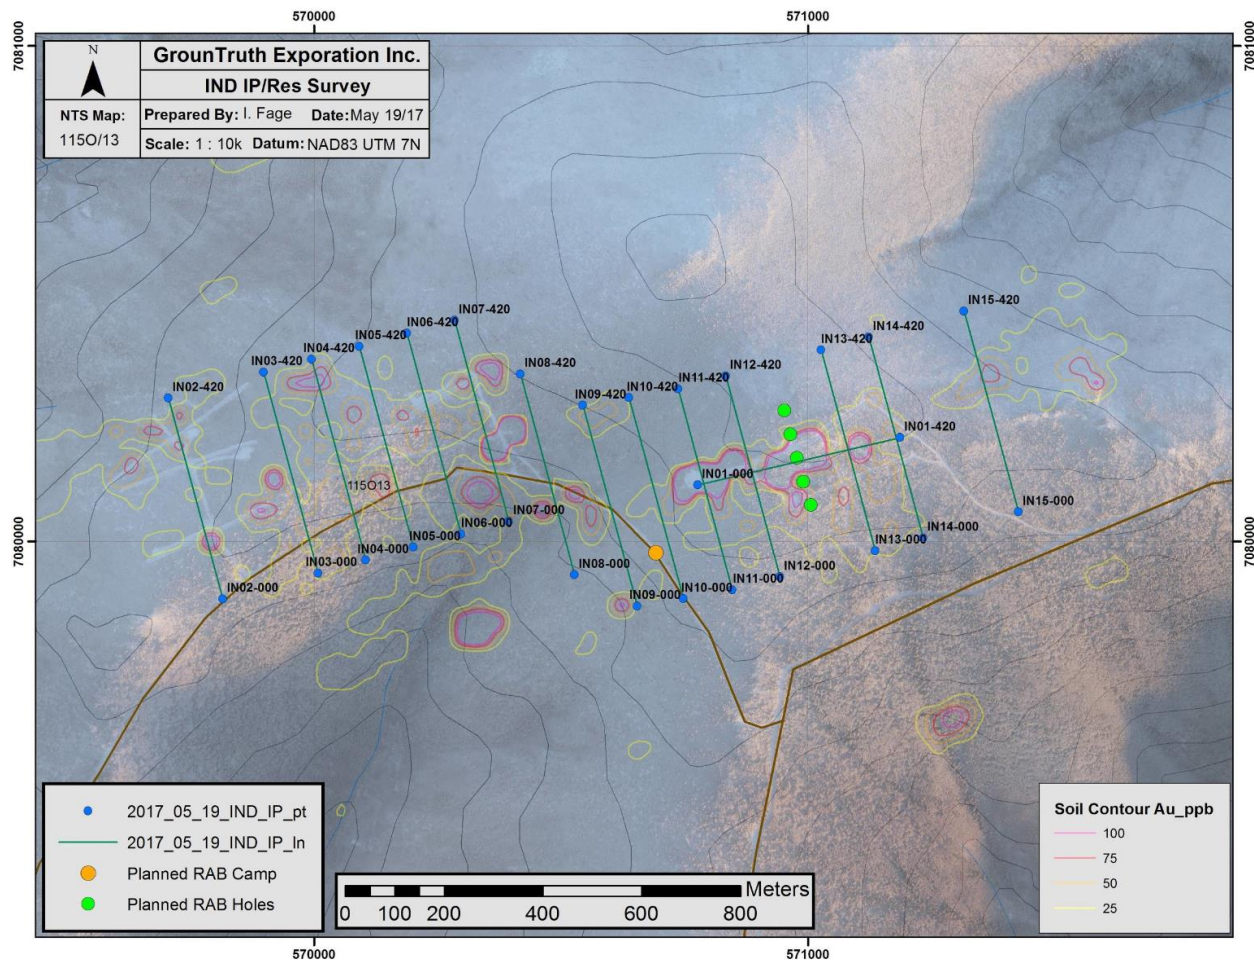 570000 571000
7081000 7081000
N
GrounTruth Exporation Inc.
IND IP/Res Survey
NTS Map:
115O/13
Prepared By: I. Fage Date:May 19/17
Scale: 1 : 10k Datum: NAD83 UTM 7N
IN15-420
IN07-420
IN06-420
IN14-420
IN05-420
IN13-420
IN04-420
IN03-420
IN08-420
IN12-420
IN11-420
IN02-420
IN10-420
IN09-420
IN01-420
IN01-000
115O13
IN15-000
IN07-000
IN06-000
IN14-000
7080000 7080000
IN05-000
IN13-000
IN04-000
IN03-000
IN08-000
IN12-000
IN11-000
IN02-000
IN10-000
IN09-000
2017_05_19_IND_IP_pt
2017_05_19_IND_IP_ln
Planned RAB Camp
Planned RAB Holes
Meters
0 100 200 400 600 800
Soil Contour Au_ppb
100
75
50
25
570000 571000